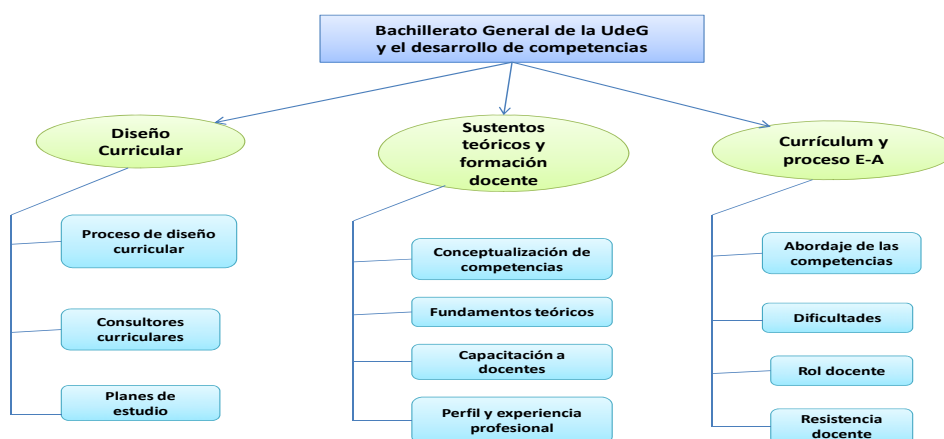 Bachillerato General de la UdeG
y el desarrollo de competencias
Diseño
Curricular
Proceso de diseño
curricular
Consultores
curriculares
Planes de
estudio
Sustentos
teóricos y
formación
docente
Conceptualización de
competencias
Fundamentos teóricos
Capacitación a
docentes
Perfil y experiencia
profesional
Currículum y
proceso E-A
Abordaje de las
competencias
Dificultades
Rol docente
Resistencia
docente